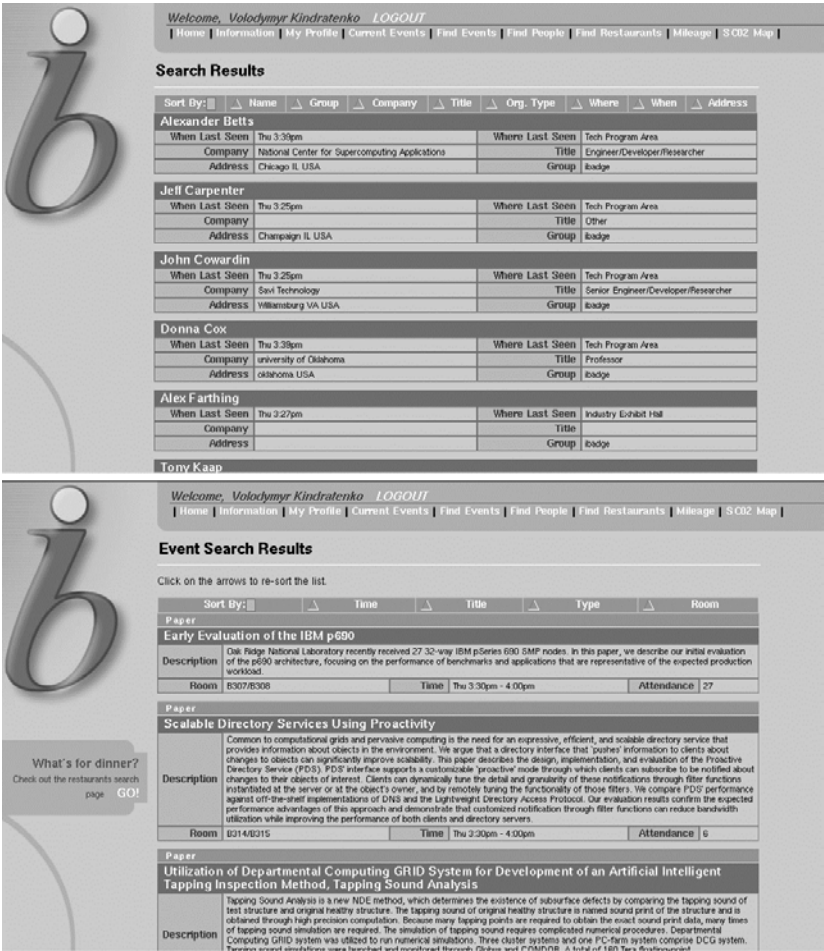 Welcome, Volodymyr Kindratenko LOGOUT
| Home | Information | My Profile | Current Events | Find Events | Find People | Find Restaurants | Mileage | SC02 Map |
Search Results
Sort By: Name Group Company Title Org. Type Where When Address
Alexander Betts
When Last Seen Thu 3:39pm Where Last Seen Tech Program Area
Company National Center for Supercomputing Applications Title Engineer/Developer/Researcher
Address Chicago IL USA Group ibadge
Jeff Carpenter
When Last Seen Thu 3:25pm Where Last Seen Tech Program Area
Company Title Other
Address Champaign IL USA Group ibadge
John Cowardin
When Last Seen Thu 3:25pm Where Last Seen Tech Program Area
Company Savi Technology Title Senior Engineer/Developer/Researcher
Address Williamsburg VA USA Group ibadge
Donna Cox
When Last Seen Thu 3:39pm Where Last Seen Tech Program Area
Company university of Oklahoma Title Professor
Address oklahoma USA Group ibadge
Alex Farthing
When Last Seen Thu 3:27pm Where Last Seen Industry Exhibit Hall
Company Title
Address Group ibadge
Tony Kaap
Welcome, Volodymyr Kindratenko LOGOUT
| Home | Information | My Profile | Current Events | Find Events | Find People | Find Restaurants | Mileage | SC02 Map |
Event Search Results
Click on the arrows to re-sort the list.
Sort By: Time Title Type Room
Paper
Early Evaluation of the IBM p690
Oak Ridge National Laboratory recently received 27 32-way IBM pSeries 690 SMP nodes. In this paper, we describe our initial evaluation
Description of the p690 architecture, focusing on the performance of benchmarks and applications that are representative of the expected production
workload.
Room B307/B308 Time Thu 3:30pm - 4:00pm Attendance 27
Paper
Scalable Directory Services Using Proactivity
Common to computational grids and pervasive computing is the need for an expressive, efficient, and scalable directory service that
provides information about objects in the environment. We argue that a directory interface that 'pushes' information to clients about
changes to objects can significantly improve scalability. This paper describes the design, implementation, and evaluation of the Proactive
Directory Service (PDS). PDS' interface supports a customizable 'proactive' mode through which clients can subscribe to be notified about
Description changes to their objects of interest. Clients can dynamically tune the detail and granularity of these notifications through filter functions
instantiated at the server or at the object's owner, and by remotely tuning the functionality of those filters. We compare PDS' performance
against off-the-shelf implementations of DNS and the Lightweight Directory Access Protocol. Our evaluation results confirm the expected
performance advantages of this approach and demonstrate that customized notification through filter functions can reduce bandwidth
utilization while improving the performance of both clients and directory servers.
Room B314/B315 Time Thu 3:30pm - 4:00pm Attendance 6
What's for dinner?
Check out the restaurants search
page GO!
Paper
Utilization of Departmental Computing GRID System for Development of an Artificial Intelligent
Tapping Inspection Method, Tapping Sound Analysis
Tapping Sound Analysis is a new NDE method, which determines the existence of subsurface defects by comparing the tapping sound of
test structure and original healthy structure. The tapping sound of original healthy structure is named sound print of the structure and is
obtained through high precision computation. Because many tapping points are required to obtain the exact sound print data, many times
of tapping sound simulation are required. The simulation of tapping sound requires complicated numerical procedures. Departmental
Description Computing GRID system was utilized to run numerical simulations. Three cluster systems and one PC-farm system comprise DCG system.
Tapping sound simulations were launched and monitored through Globus and CONDOR. A total of 160 Tera floating-point